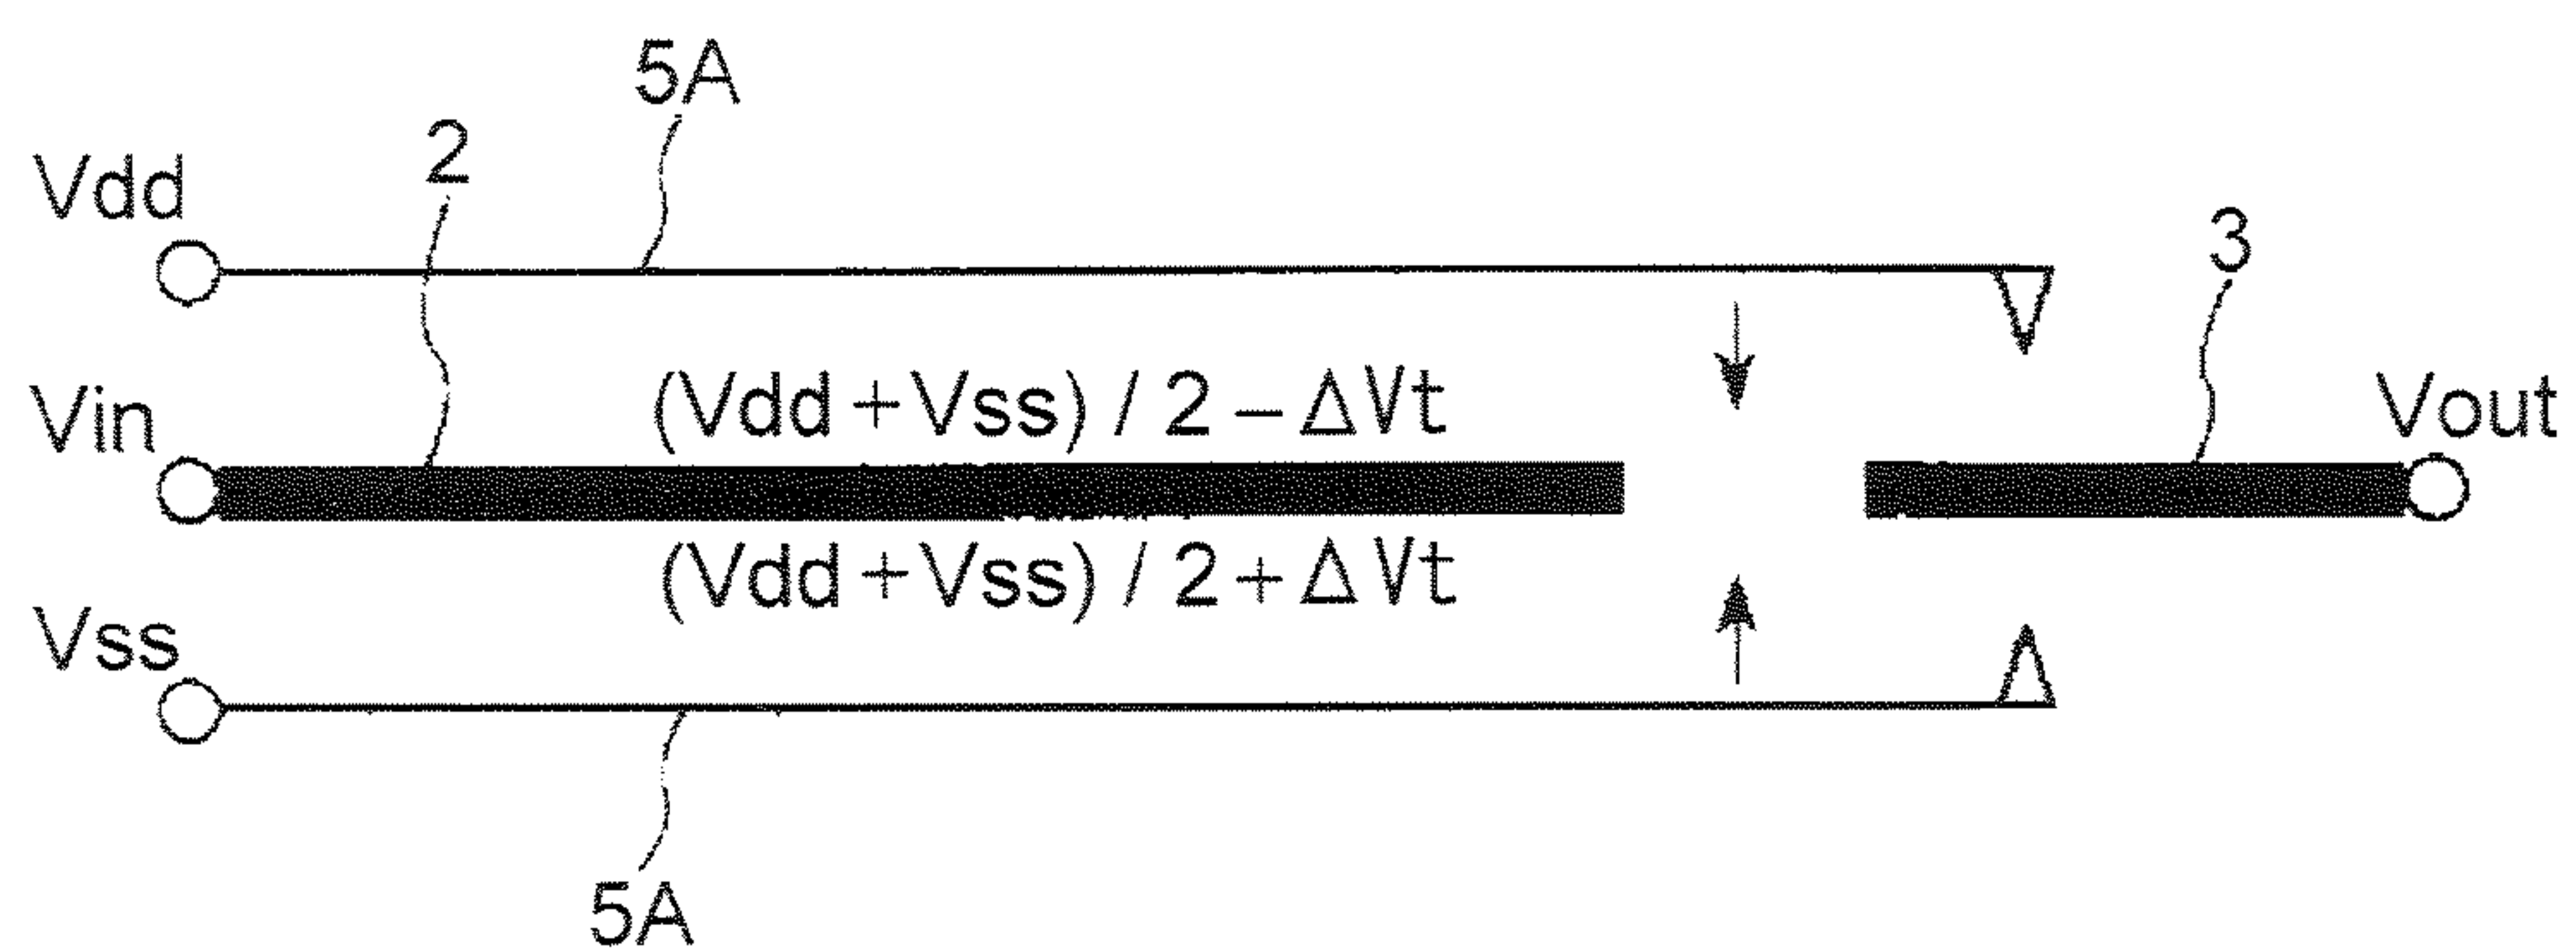 5A
2
Vdd
3
(Vdd+Vss) / 2 − ΔVt
Vin
Vout
(Vdd+Vss) / 2 + ΔVt
Vss
5A